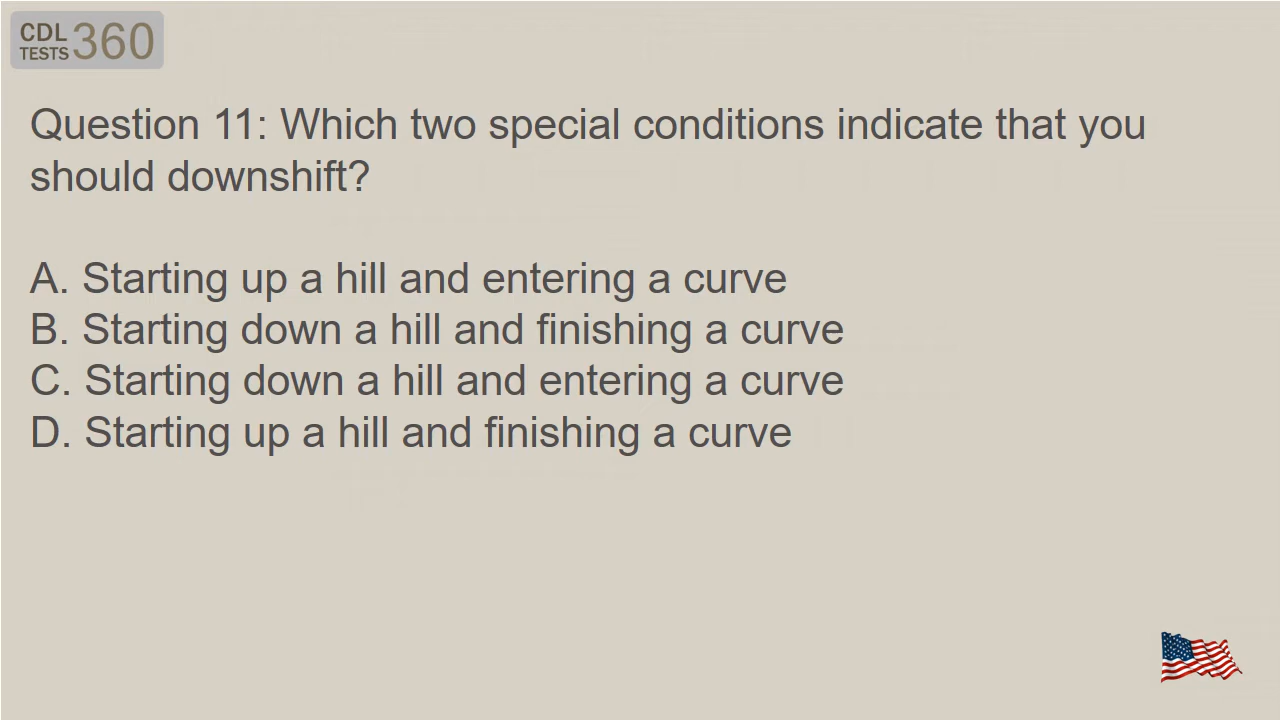 CDL
TESTS 360
Question 11: Which two special conditions indicate that you
should downshift?
A. Starting up a hill and entering a curve
B. Starting down a hill and finishing a curve
C. Starting down a hill and entering a curve
D. Starting up a hill and finishing a curve